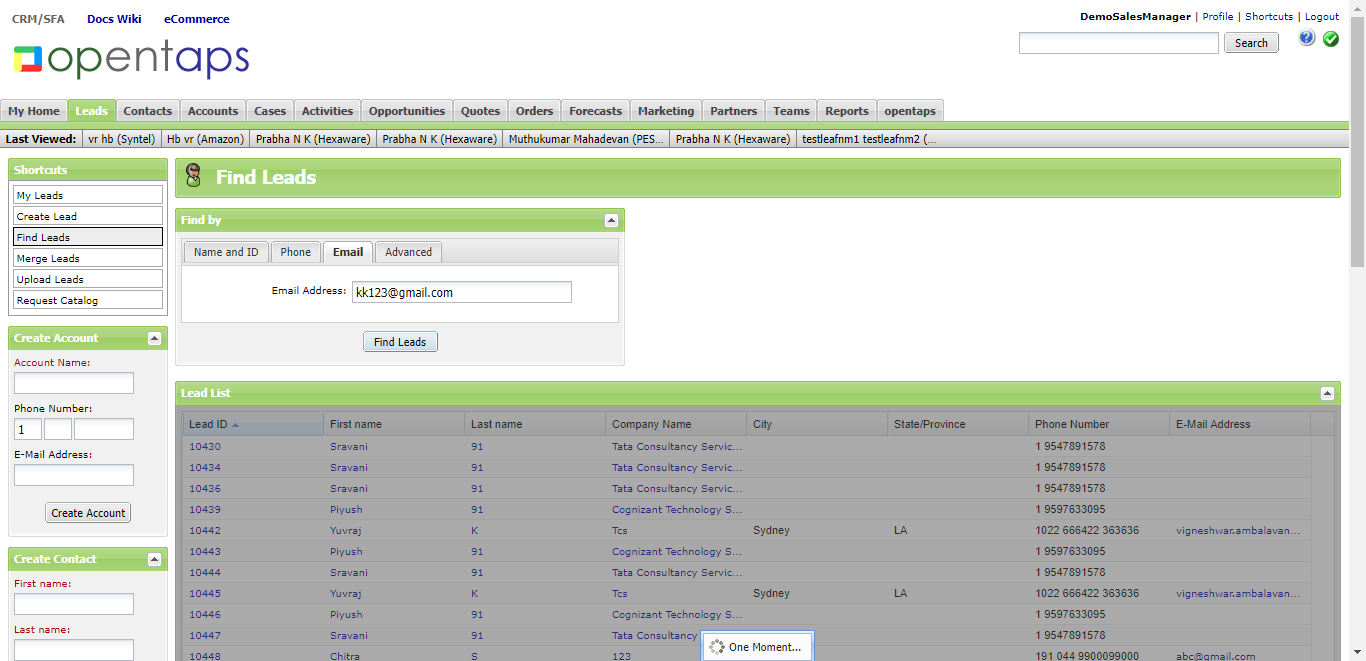 CRM/SFA Docs Wiki eCommerce
DemoSalesManager | Profile | Shortcuts | Logout
opentaps
Search
My Home Leads Contacts Accounts Cases Activities Opportunities Quotes Orders Forecasts Marketing Partners Teams Reports opentaps
Last Viewed: vr hb (Syntel) Hb vr (Amazon) Prabha N K (Hexaware) Prabha N K (Hexaware) Muthukumar Mahadevan (PES... Prabha N K (Hexaware) testleafnm1 testleafnm2 (...
Shortcuts
My Leads
Create Lead
Find Leads
Merge Leads
Upload Leads
Request Catalog
Create Account
Account Name:
Phone Number:
1
E-Mail Address:
Create Account
Create Contact
First name:
Last name:
Find Leads
Find by
Name and ID Phone Email Advanced
Email Address: kk123@gmail.com
Find Leads
Lead List
Lead ID First name Last name Company Name City State/Province Phone Number E-Mail Address
10430 Sravani 91 Tata Consultancy Servic... 1 9547891578
10434 Sravani 91 Tata Consultancy Servic... 1 9547891578
10436 Sravani 91 Tata Consultancy Servic... 1 9547891578
10439 Piyush 91 Cognizant Technology S... 1 9597633095
10442 Yuvraj K Tcs Sydney LA 1022 666422 363636 vigneshwar.ambalavan...
10443 Piyush 91 Cognizant Technology S... 1 9597633095
10444 Sravani 91 Tata Consultancy Servic... 1 9547891578
10445 Yuvraj K Tcs Sydney LA 1022 666422 363636 vigneshwar.ambalavan...
10446 Piyush 91 Cognizant Technology S... 1 9597633095
10447 Sravani 91 Tata Consultancy 1 9547891578
10448 Chitra S 123 191 044 9900099000 abc@gmail.com
One Moment...